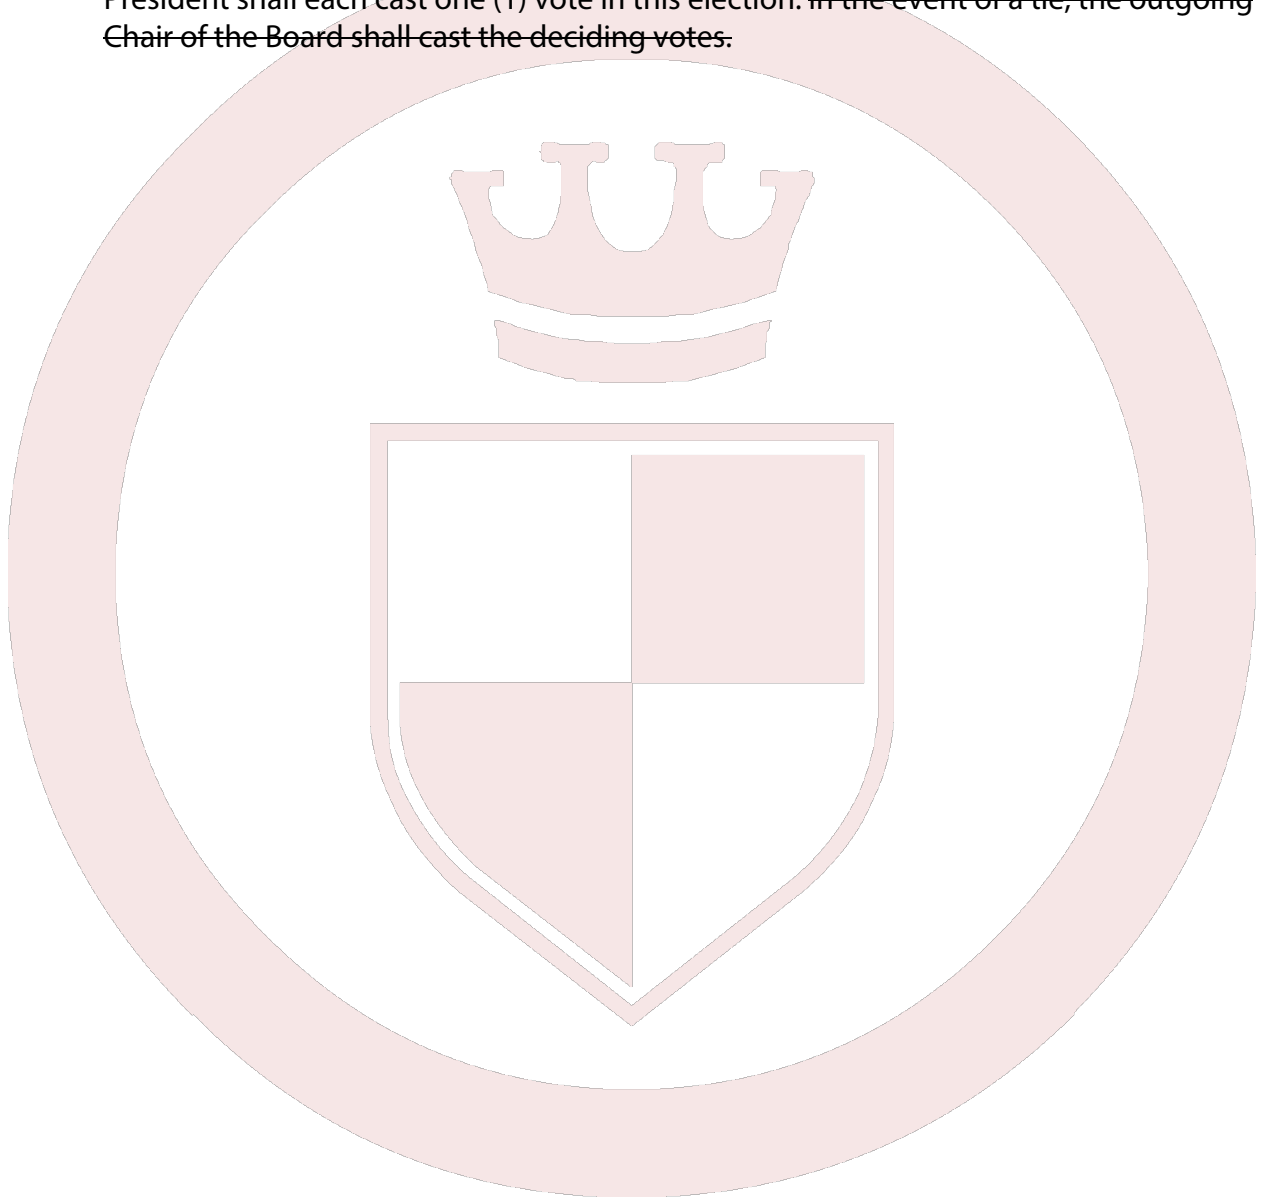 President shall each cast one (1) vote in this election. In the event of a tie, the outgoing
Chair of the Board shall cast the deciding votes.